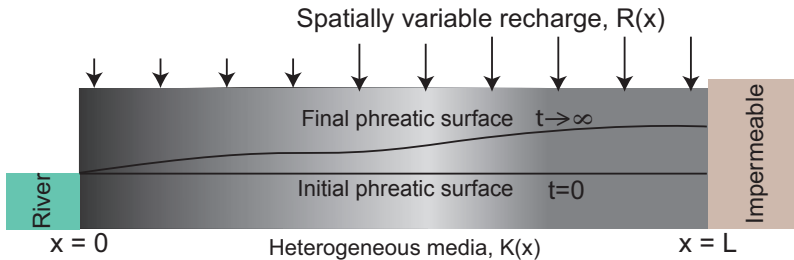 Spatially variable recharge, R(x)
Final phreatic surface t→∞
Initial phreatic surface t=0
River
Impermeable
x = 0
Heterogeneous media, K(x)
x = L